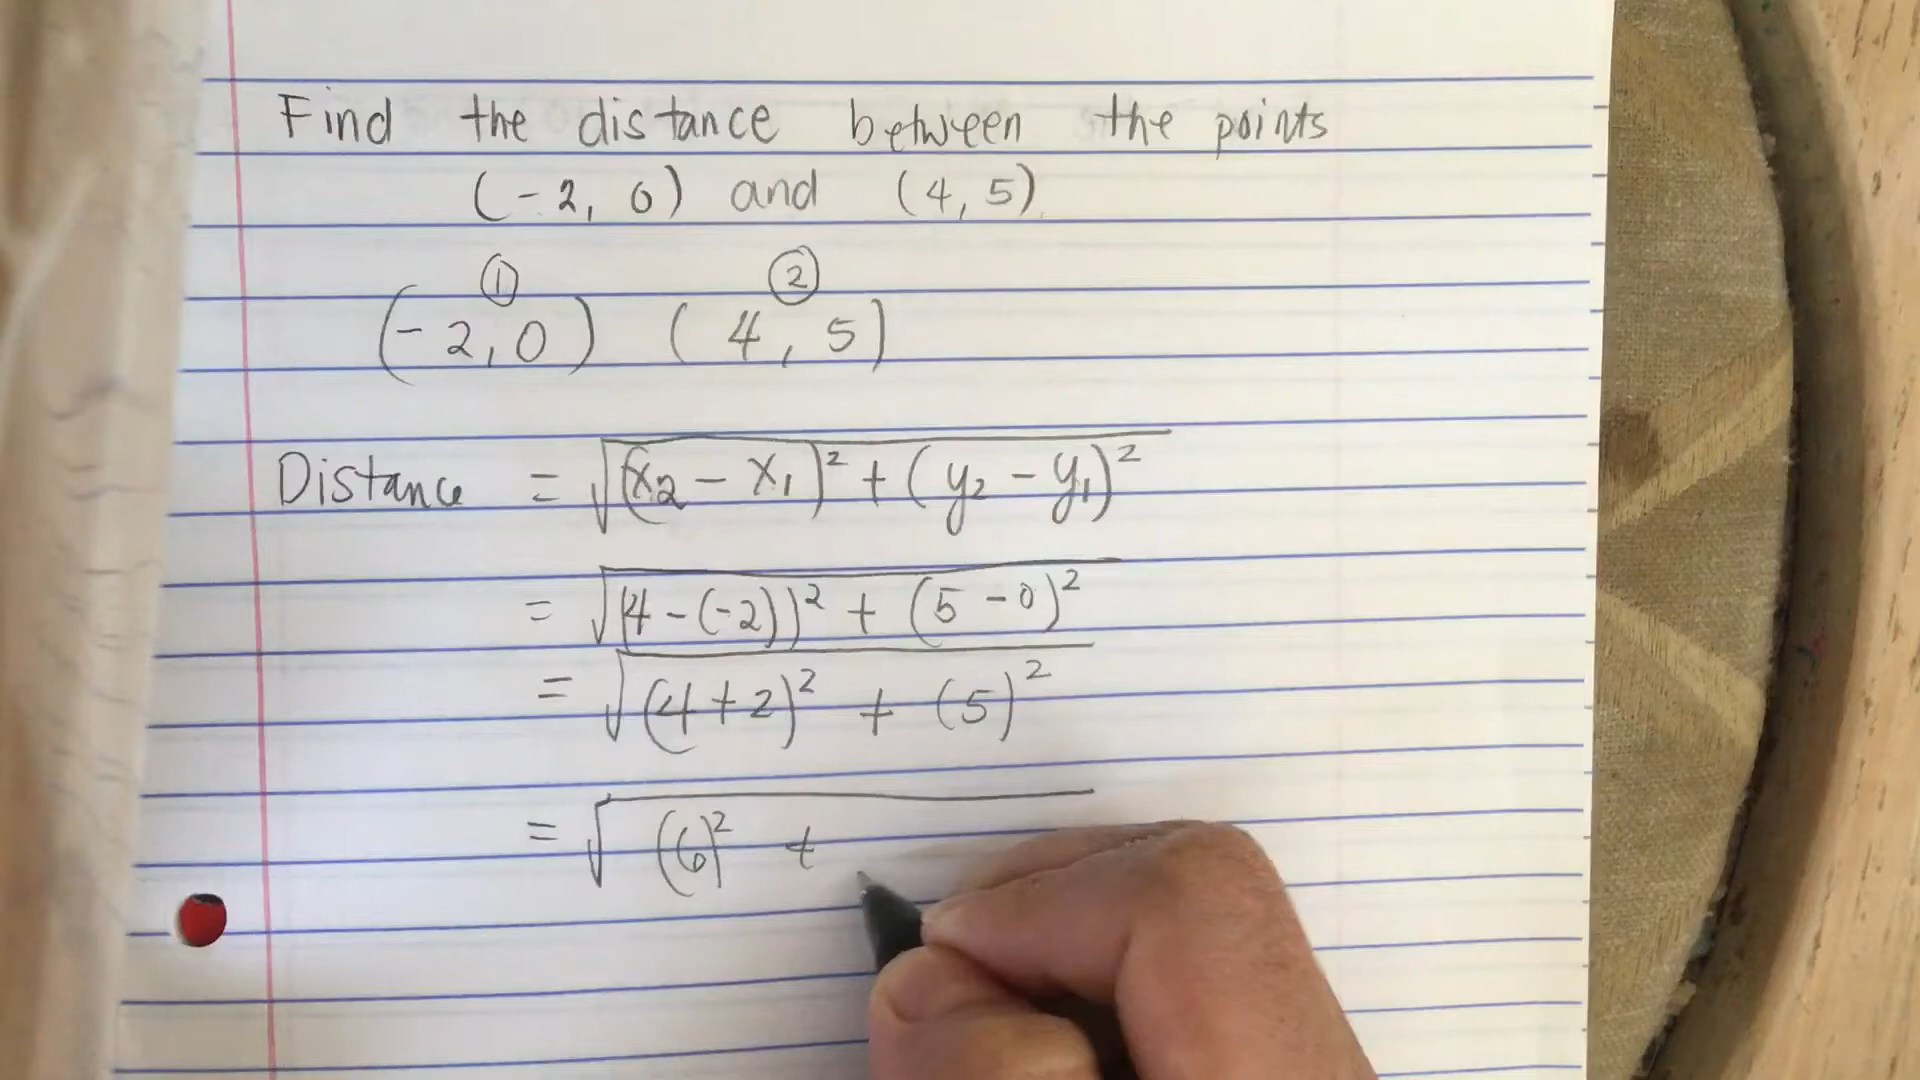 Find the distance between the points
(-2, 0) and (4, 5)
① ②
(-2, 0) (4, 5)
Distance = √(x₂ - x₁)² + (y₂ - y₁)²
= √(4 - (-2))² + (5 - 0)²
= √(4 + 2)² + (5)²
= √(6)² +